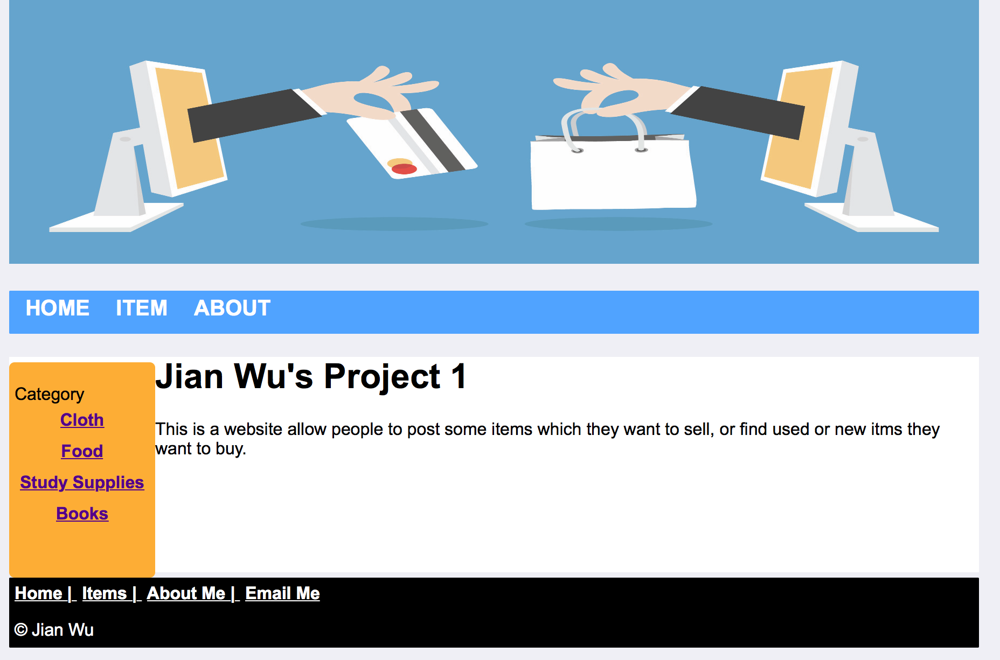 HOME ITEM ABOUT
Category
Cloth
Food
Study Supplies
Books
Jian Wu's Project 1
This is a website allow people to post some items which they want to sell, or find used or new itms they
want to buy.
Home | Items | About Me | Email Me
© Jian Wu